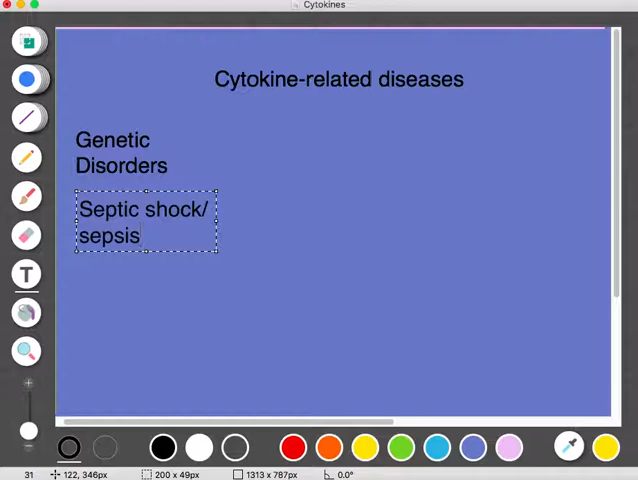 Cytokines
Cytokine-related diseases
Genetic
Disorders
Septic shock/
sepsis
T
31
122, 346px
200 x 49px
1313 x 787px
0.0°